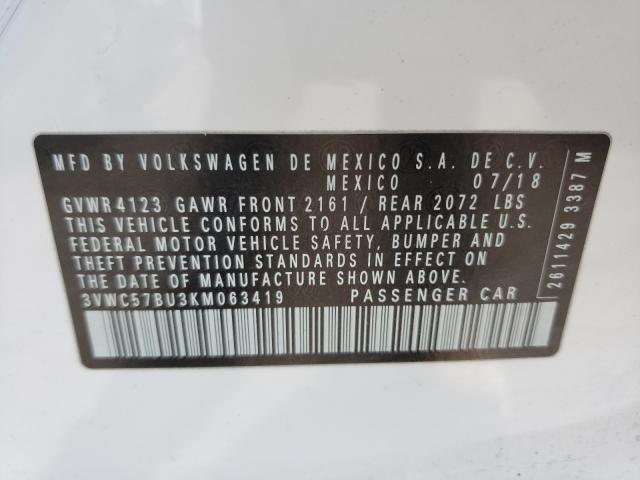 MFD BY VOLKSWAGEN DE MEXICO S.A. DE C.V.
MEXICO 07/18
GVWR 4123 GAWR FRONT 2161 / REAR 2072 LBS
THIS VEHICLE CONFORMS TO ALL APPLICABLE U.S.
FEDERAL MOTOR VEHICLE SAFETY, BUMPER AND
THEFT PREVENTION STANDARDS IN EFFECT ON
THE DATE OF MANUFACTURE SHOWN ABOVE.
3VWC57BU3KM063419 PASSENGER CAR
2611429 3387 M